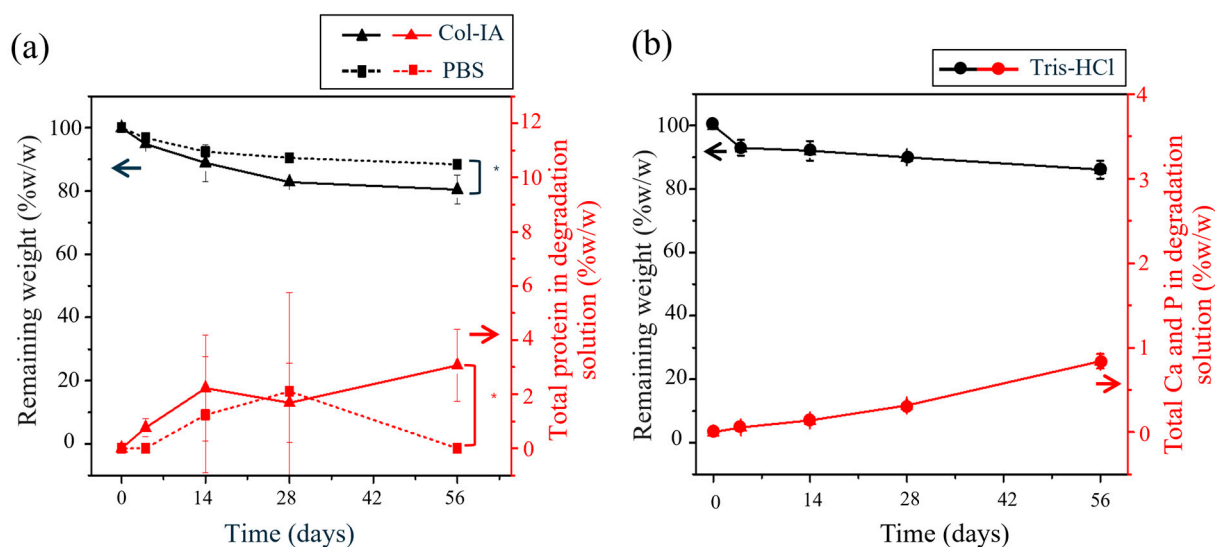 (a)
Col-IA
PBS
Remaining weight (%w/w)
100
80
60
40
20
0
*
*
12
10
8
6
4
2
0
Total protein in degradation
solution (%w/w)
0
14
28
42
56
Time (days)
(b)
Tris-HCl
Remaining weight (%w/w)
100
80
60
40
20
0
4
3
2
1
0
Total Ca and P in degradation
solution (%w/w)
0
14
28
42
56
Time (days)